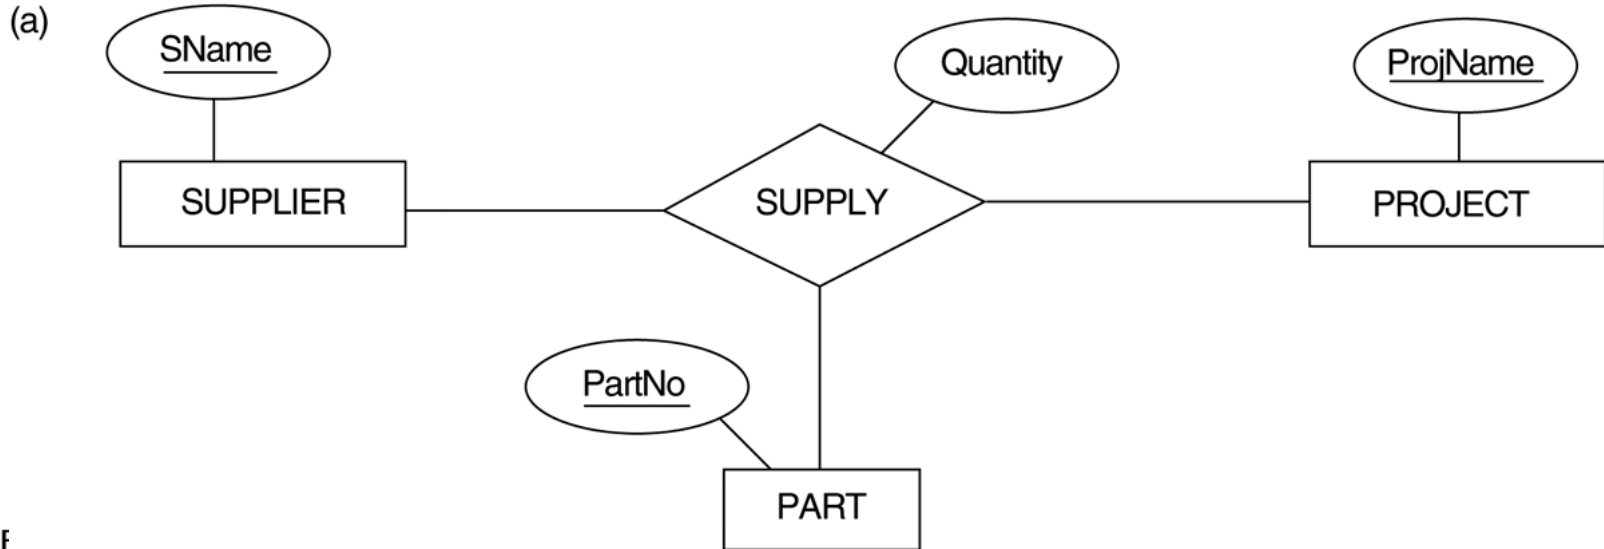 (a)
SName
Quantity
ProjName
SUPPLIER
SUPPLY
PROJECT
PartNo
PART